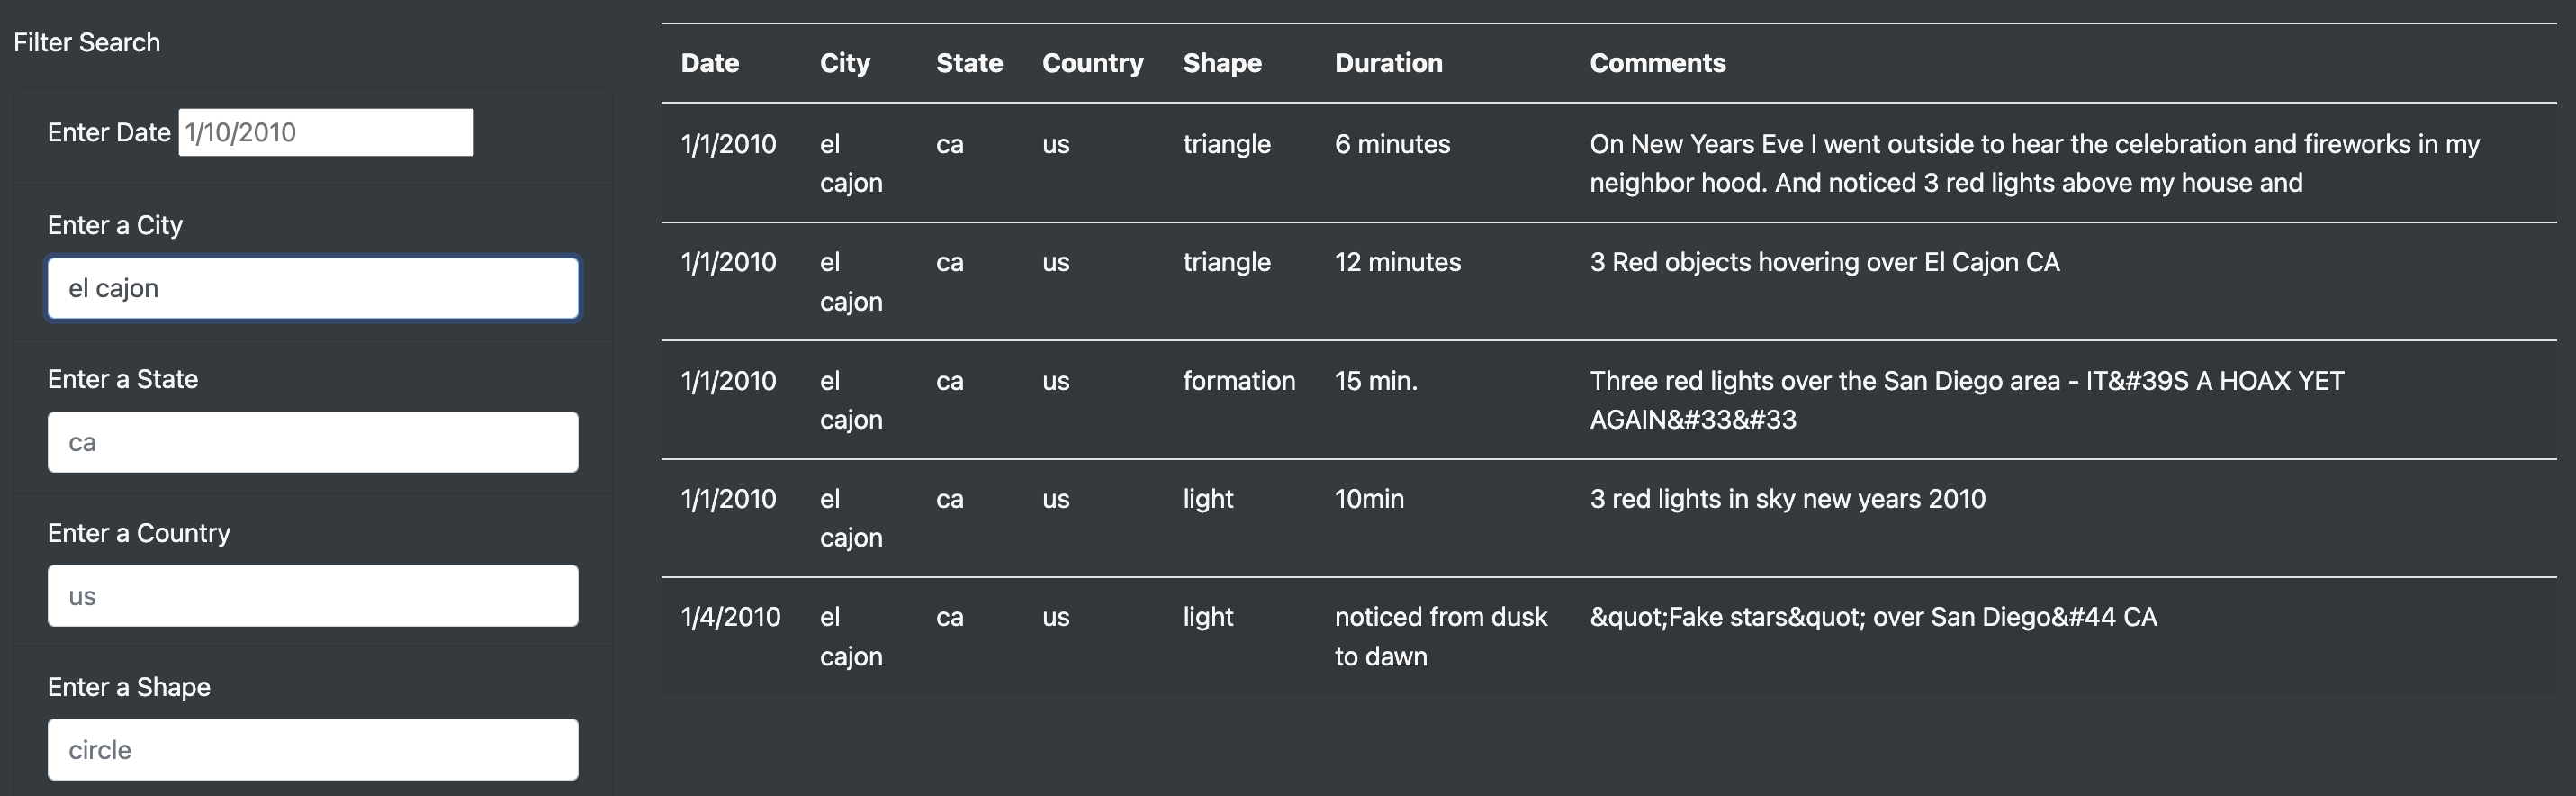 Filter Search
Enter Date 1/10/2010
Enter a City
el cajon
Enter a State
ca
Enter a Country
us
Enter a Shape
circle
Date City State Country Shape Duration Comments
1/1/2010 el ca us triangle 6 minutes On New Years Eve I went outside to hear the celebration and fireworks in my
cajon neighbor hood. And noticed 3 red lights above my house and
1/1/2010 el ca us triangle 12 minutes 3 Red objects hovering over El Cajon CA
cajon
1/1/2010 el ca us formation 15 min. Three red lights over the San Diego area - IT&#39S A HOAX YET
cajon AGAIN&#33&#33
1/1/2010 el ca us light 10min 3 red lights in sky new years 2010
cajon
1/4/2010 el ca us light noticed from dusk &quot;Fake stars&quot; over San Diego&#44 CA
cajon to dawn